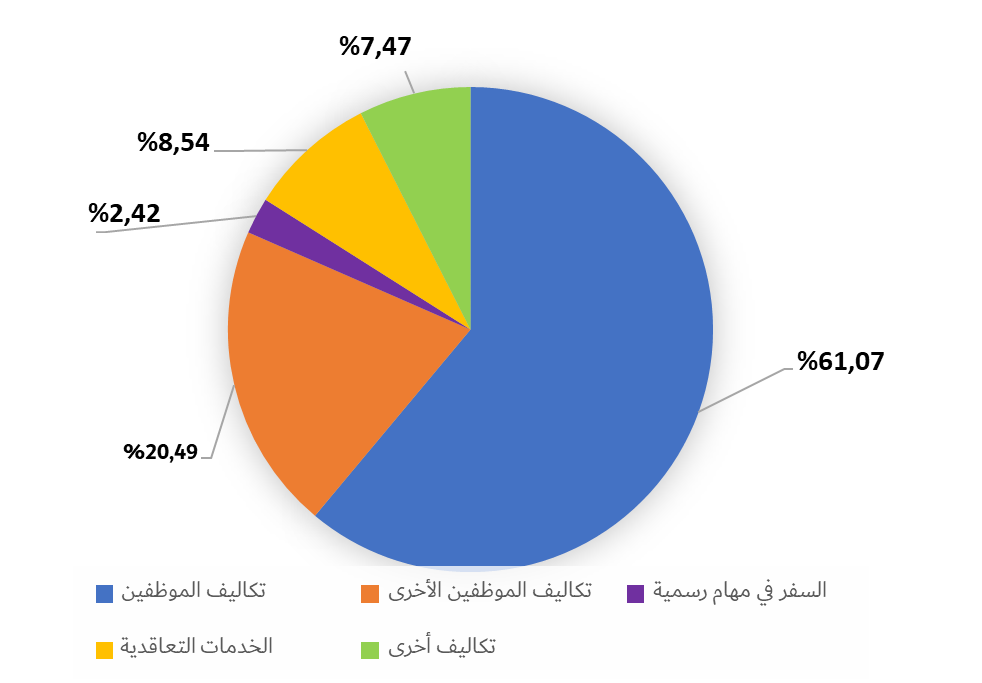 %7,47
%8,54
%2,42
%61,07
%20,49
تكاليف الموظفين
تكاليف الموظفين الأخرى
السفر في مهام رسمية
الخدمات التعاقدية
تكاليف أخرى